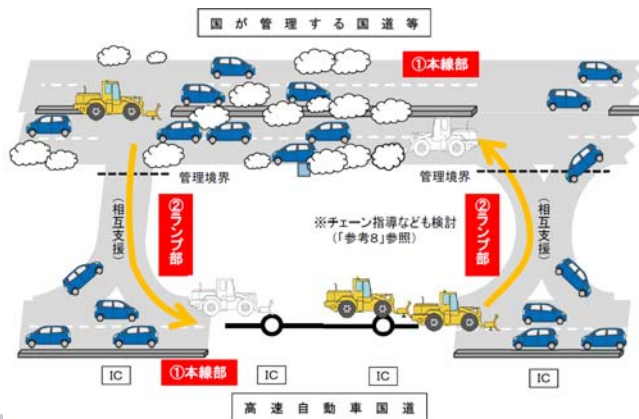 国が管理する国道等
①本線部
管理境界
管理境界
②ランプ部
(相互支援)
※チェーン指導なども検討
(「参考8」参照)
②ランプ部
(相互支援)
①本線部
IC
IC
IC
IC
高速自動車国道